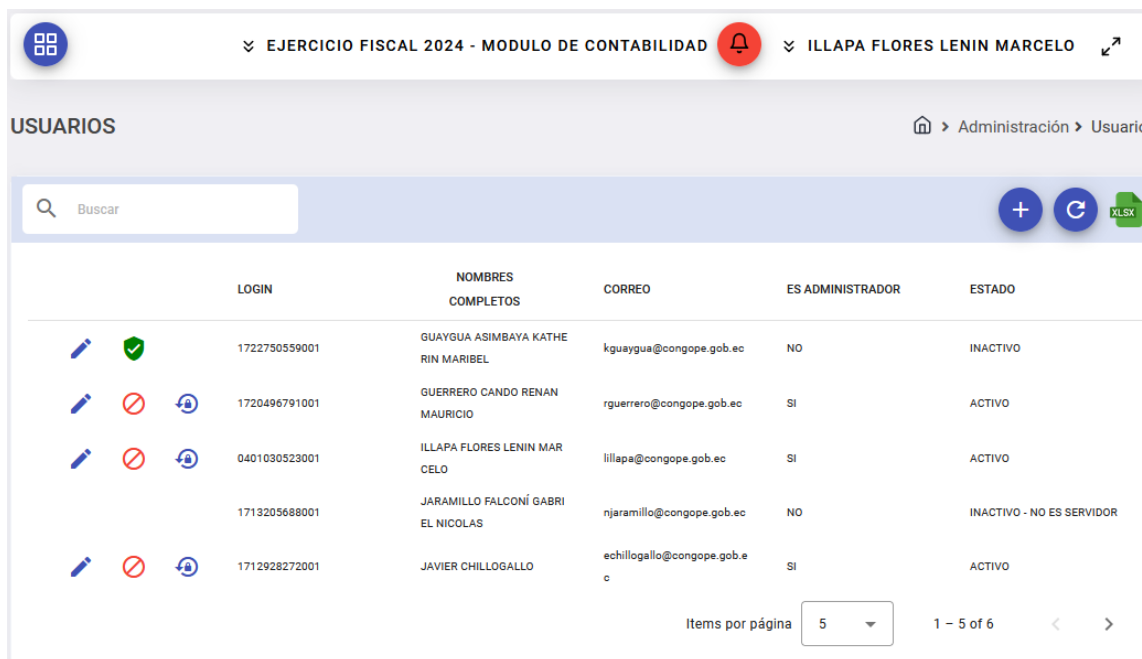 EJERCICIO FISCAL 2024 - MODULO DE CONTABILIDAD
ILLAPA FLORES LENIN MARCELO
USUARIOS
Administración
Usuario
Buscar
XLSX
LOGIN
NOMBRES
COMPLETOS
CORREO
ES ADMINISTRADOR
ESTADO
1722750559001
GUAYGUA ASIMBAYA KATHE
RIN MARIBEL
kguaygua@congope.gob.ec
NO
INACTIVO
1720496791001
GUERRERO CANDO RENAN
MAURICIO
rguerrero@congope.gob.ec
SI
ACTIVO
0401030523001
ILLAPA FLORES LENIN MAR
CELO
lillapa@congope.gob.ec
SI
ACTIVO
1713205688001
JARAMILLO FALCONÍ GABRI
EL NICOLAS
njaramillo@congope.gob.ec
NO
INACTIVO - NO ES SERVIDOR
1712928272001
JAVIER CHILLOGALLO
echillogallo@congope.gob.e
c
SI
ACTIVO
Items por página
5
1 – 5 of 6